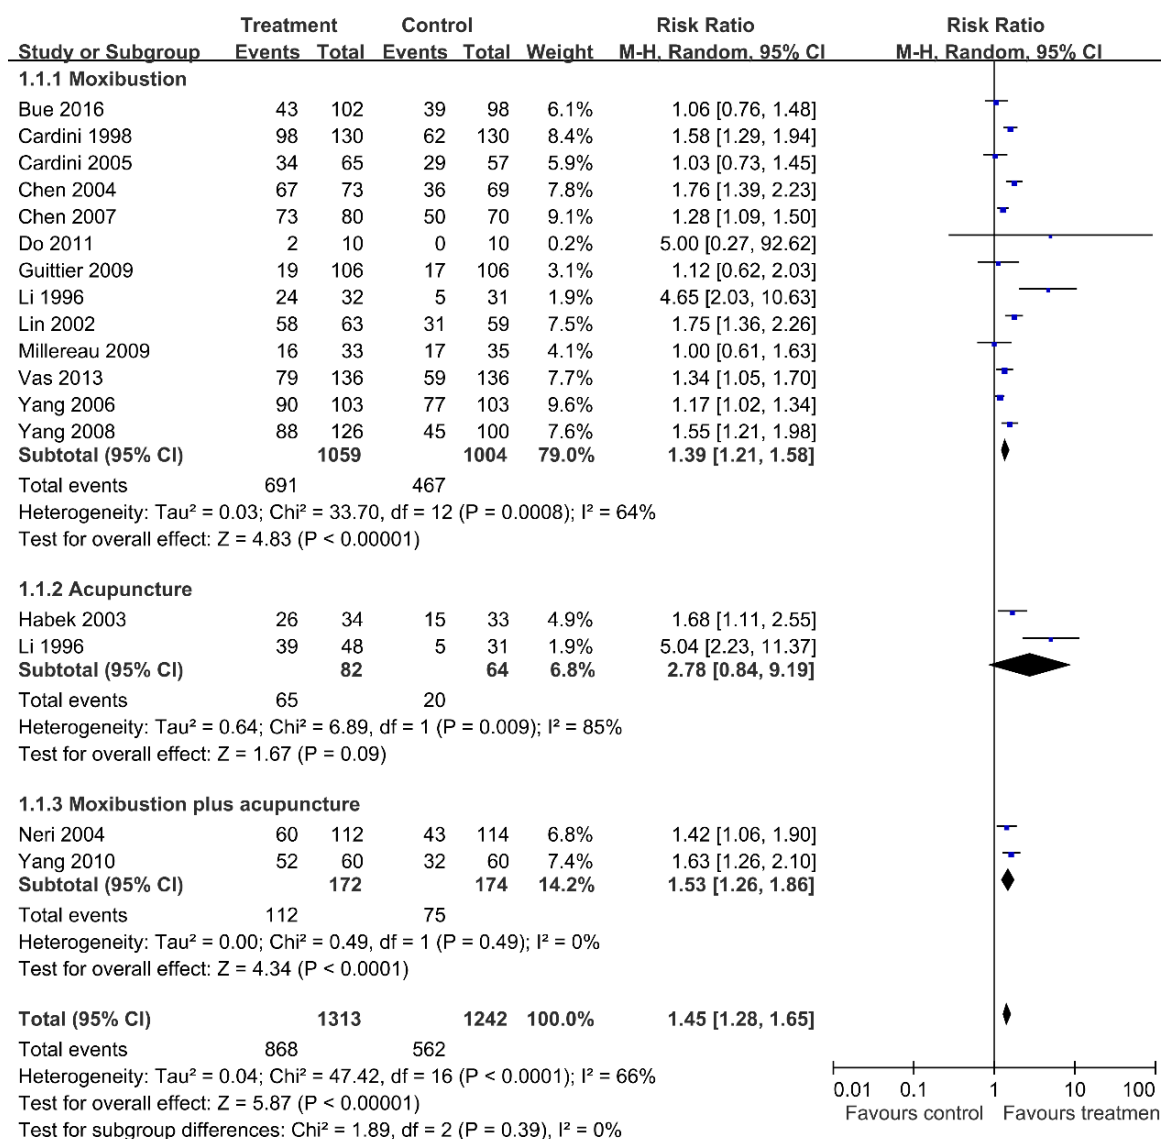 Treatment Control Risk Ratio Risk Ratio
Study or Subgroup Events Total Events Total Weight M-H, Random, 95% CI M-H, Random, 95% CI
1.1.1 Moxibustion
Bue 2016 43 102 39 98 6.1% 1.06 [0.76, 1.48]
Cardini 1998 98 130 62 130 8.4% 1.58 [1.29, 1.94]
Cardini 2005 34 65 29 57 5.9% 1.03 [0.73, 1.45]
Chen 2004 67 73 36 69 7.8% 1.76 [1.39, 2.23]
Chen 2007 73 80 50 70 9.1% 1.28 [1.09, 1.50]
Do 2011 2 10 0 10 0.2% 5.00 [0.27, 92.62]
Guittier 2009 19 106 17 106 3.1% 1.12 [0.62, 2.03]
Li 1996 24 32 5 31 1.9% 4.65 [2.03, 10.63]
Lin 2002 58 63 31 59 7.5% 1.75 [1.36, 2.26]
Millereau 2009 16 33 17 35 4.1% 1.00 [0.61, 1.63]
Vas 2013 79 136 59 136 7.7% 1.34 [1.05, 1.70]
Yang 2006 90 103 77 103 9.6% 1.17 [1.02, 1.34]
Yang 2008 88 126 45 100 7.6% 1.55 [1.21, 1.98]
Subtotal (95% CI) 1059 1004 79.0% 1.39 [1.21, 1.58]
Total events 691 467
Heterogeneity: Tau² = 0.03; Chi² = 33.70, df = 12 (P = 0.0008); I² = 64%
Test for overall effect: Z = 4.83 (P < 0.00001)
1.1.2 Acupuncture
Habek 2003 26 34 15 33 4.9% 1.68 [1.11, 2.55]
Li 1996 39 48 5 31 1.9% 5.04 [2.23, 11.37]
Subtotal (95% CI) 82 64 6.8% 2.78 [0.84, 9.19]
Total events 65 20
Heterogeneity: Tau² = 0.64; Chi² = 6.89, df = 1 (P = 0.009); I² = 85%
Test for overall effect: Z = 1.67 (P = 0.09)
1.1.3 Moxibustion plus acupuncture
Neri 2004 60 112 43 114 6.8% 1.42 [1.06, 1.90]
Yang 2010 52 60 32 60 7.4% 1.63 [1.26, 2.10]
Subtotal (95% CI) 172 174 14.2% 1.53 [1.26, 1.86]
Total events 112 75
Heterogeneity: Tau² = 0.00; Chi² = 0.49, df = 1 (P = 0.49); I² = 0%
Test for overall effect: Z = 4.34 (P < 0.0001)
Total (95% CI) 1313 1242 100.0% 1.45 [1.28, 1.65]
Total events 868 562
Heterogeneity: Tau² = 0.04; Chi² = 47.42, df = 16 (P < 0.0001); I² = 66%
Test for overall effect: Z = 5.87 (P < 0.00001)
Test for subgroup differences: Chi² = 1.89, df = 2 (P = 0.39), I² = 0%
0.01 0.1 1 10 100
Favours control Favours treatmen